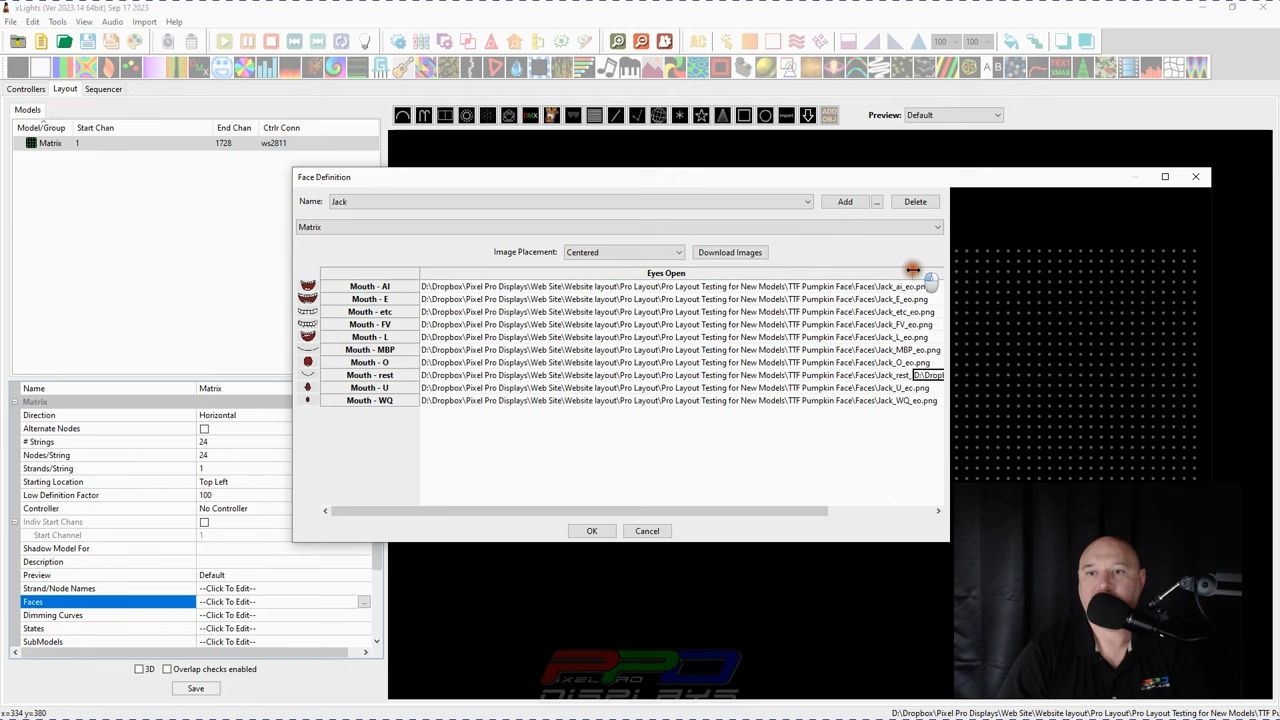 xLights (Ver 2023.14 64bit) Sep 17 2023
File Edit Tools View Audio Import Help
100 100
Controllers Layout Sequencer
Models
Preview: Default
Model/Group Start Chan End Chan Ctrlr Conn
Matrix 1 1728 ws2811
Face Definition
Name: Jack Add ... Delete
Matrix
Image Placement: Centered Download Images
Eyes Open
Mouth - AI D:\Dropbox\Pixel Pro Displays\Web Site\Website layout\Pro Layout\Pro Layout Testing for New Models\TTF Pumpkin Face\Faces\Jack_ai_eo.pn
Mouth - E D:\Dropbox\Pixel Pro Displays\Web Site\Website layout\Pro Layout\Pro Layout Testing for New Models\TTF Pumpkin Face\Faces\Jack_E_eo.png
Mouth - etc D:\Dropbox\Pixel Pro Displays\Web Site\Website layout\Pro Layout\Pro Layout Testing for New Models\TTF Pumpkin Face\Faces\Jack_etc_eo.png
Mouth - FV D:\Dropbox\Pixel Pro Displays\Web Site\Website layout\Pro Layout\Pro Layout Testing for New Models\TTF Pumpkin Face\Faces\Jack_FV_eo.png
Mouth - L D:\Dropbox\Pixel Pro Displays\Web Site\Website layout\Pro Layout\Pro Layout Testing for New Models\TTF Pumpkin Face\Faces\Jack_L_eo.png
Mouth - MBP D:\Dropbox\Pixel Pro Displays\Web Site\Website layout\Pro Layout\Pro Layout Testing for New Models\TTF Pumpkin Face\Faces\Jack_MBP_eo.png
Mouth - O D:\Dropbox\Pixel Pro Displays\Web Site\Website layout\Pro Layout\Pro Layout Testing for New Models\TTF Pumpkin Face\Faces\Jack_O_eo.png
Mouth - rest D:\Dropbox\Pixel Pro Displays\Web Site\Website layout\Pro Layout\Pro Layout Testing for New Models\TTF Pumpkin Face\Faces\Jack_rest_ D:\Dropl
Mouth - U D:\Dropbox\Pixel Pro Displays\Web Site\Website layout\Pro Layout\Pro Layout Testing for New Models\TTF Pumpkin Face\Faces\Jack_U_ec.png
Mouth - WQ D:\Dropbox\Pixel Pro Displays\Web Site\Website layout\Pro Layout\Pro Layout Testing for New Models\TTF Pumpkin Face\Faces\Jack_WQ_eo.png
OK Cancel
Name Matrix
Matrix
Direction Horizontal
Alternate Nodes
# Strings 24
Nodes/String 24
Strands/String 1
Starting Location Top Left
Low Definition Factor 100
Controller No Controller
Indiv Start Chans
Start Channel 1
Shadow Model For
Description
Preview Default
Strand/Node Names --Click To Edit--
Faces --Click To Edit-- ...
Dimming Curves --Click To Edit--
States --Click To Edit--
SubModels --Click To Edit--
3D Overlap checks enabled
Save
PPD
PIXEL PRO
DISPLAYS
x=334 y=380 D:\Dropbox\Pixel Pro Displays\Web Site\Website layout\Pro Layout\Pro Layout Testing for New Models\TTF P